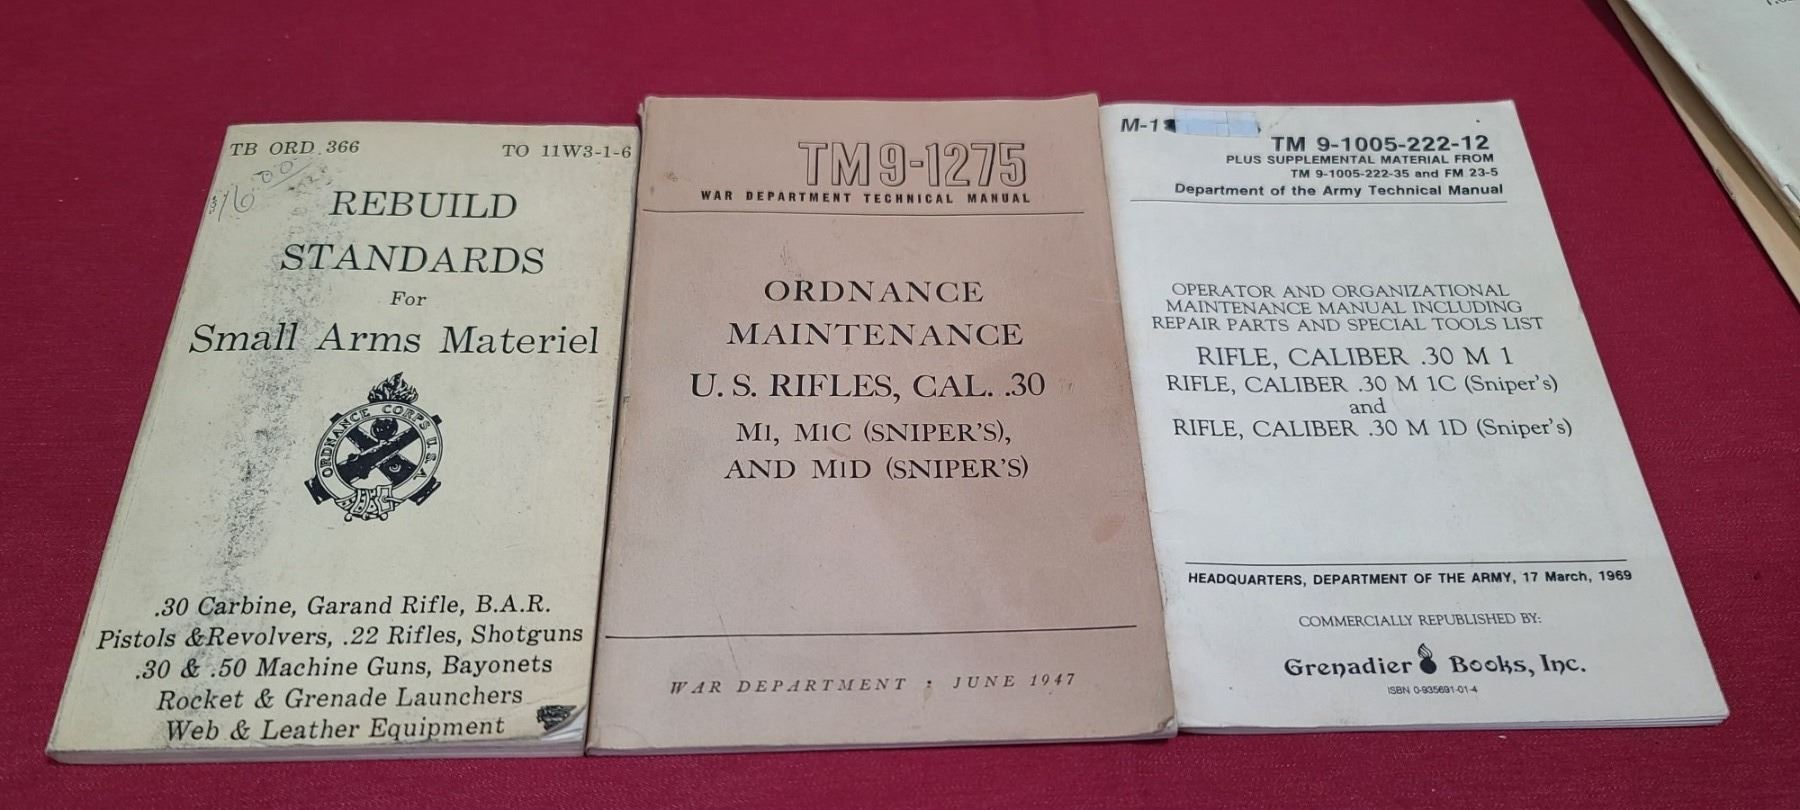 TB ORD. 366
TO 11W3-1-6
$16.00
REBUILD
STANDARDS
For
Small Arms Materiel
ORDNANCE CORPS U.S.A.
.30 Carbine, Garand Rifle, B.A.R.
Pistols & Revolvers, .22 Rifles, Shotguns
.30 & .50 Machine Guns, Bayonets
Rocket & Grenade Launchers
Web & Leather Equipment
TM 9-1275
WAR DEPARTMENT TECHNICAL MANUAL
ORDNANCE
MAINTENANCE
U. S. RIFLES, CAL. .30
M1, M1C (SNIPER'S),
AND M1D (SNIPER'S)
WAR DEPARTMENT : JUNE 1947
M-1
TM 9-1005-222-12
PLUS SUPPLEMENTAL MATERIAL FROM
TM 9-1005-222-35 and FM 23-5
Department of the Army Technical Manual
OPERATOR AND ORGANIZATIONAL
MAINTENANCE MANUAL INCLUDING
REPAIR PARTS AND SPECIAL TOOLS LIST
RIFLE, CALIBER .30 M 1
RIFLE, CALIBER .30 M 1C (Sniper's)
and
RIFLE, CALIBER .30 M 1D (Sniper's)
HEADQUARTERS, DEPARTMENT OF THE ARMY, 17 March, 1969
COMMERCIALLY REPUBLISHED BY:
Grenadier Books, Inc.
ISBN 0-935691-01-4